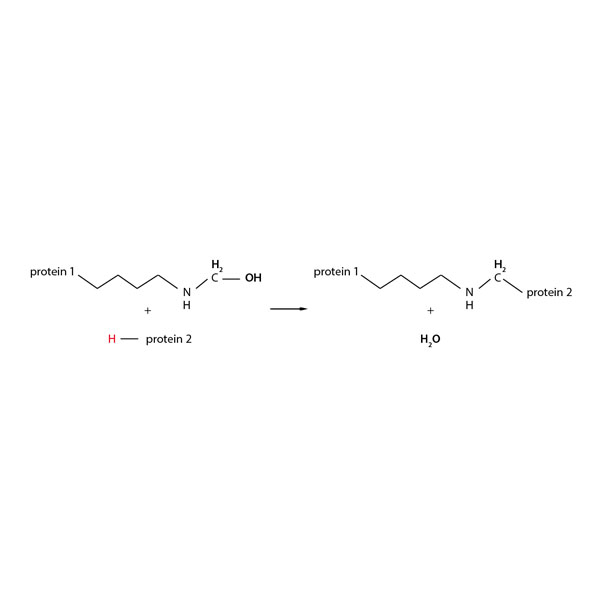 protein 1
H₂
C
OH
N
H
+
H
protein 2
protein 1
H₂
C
N
H
protein 2
+
H₂O